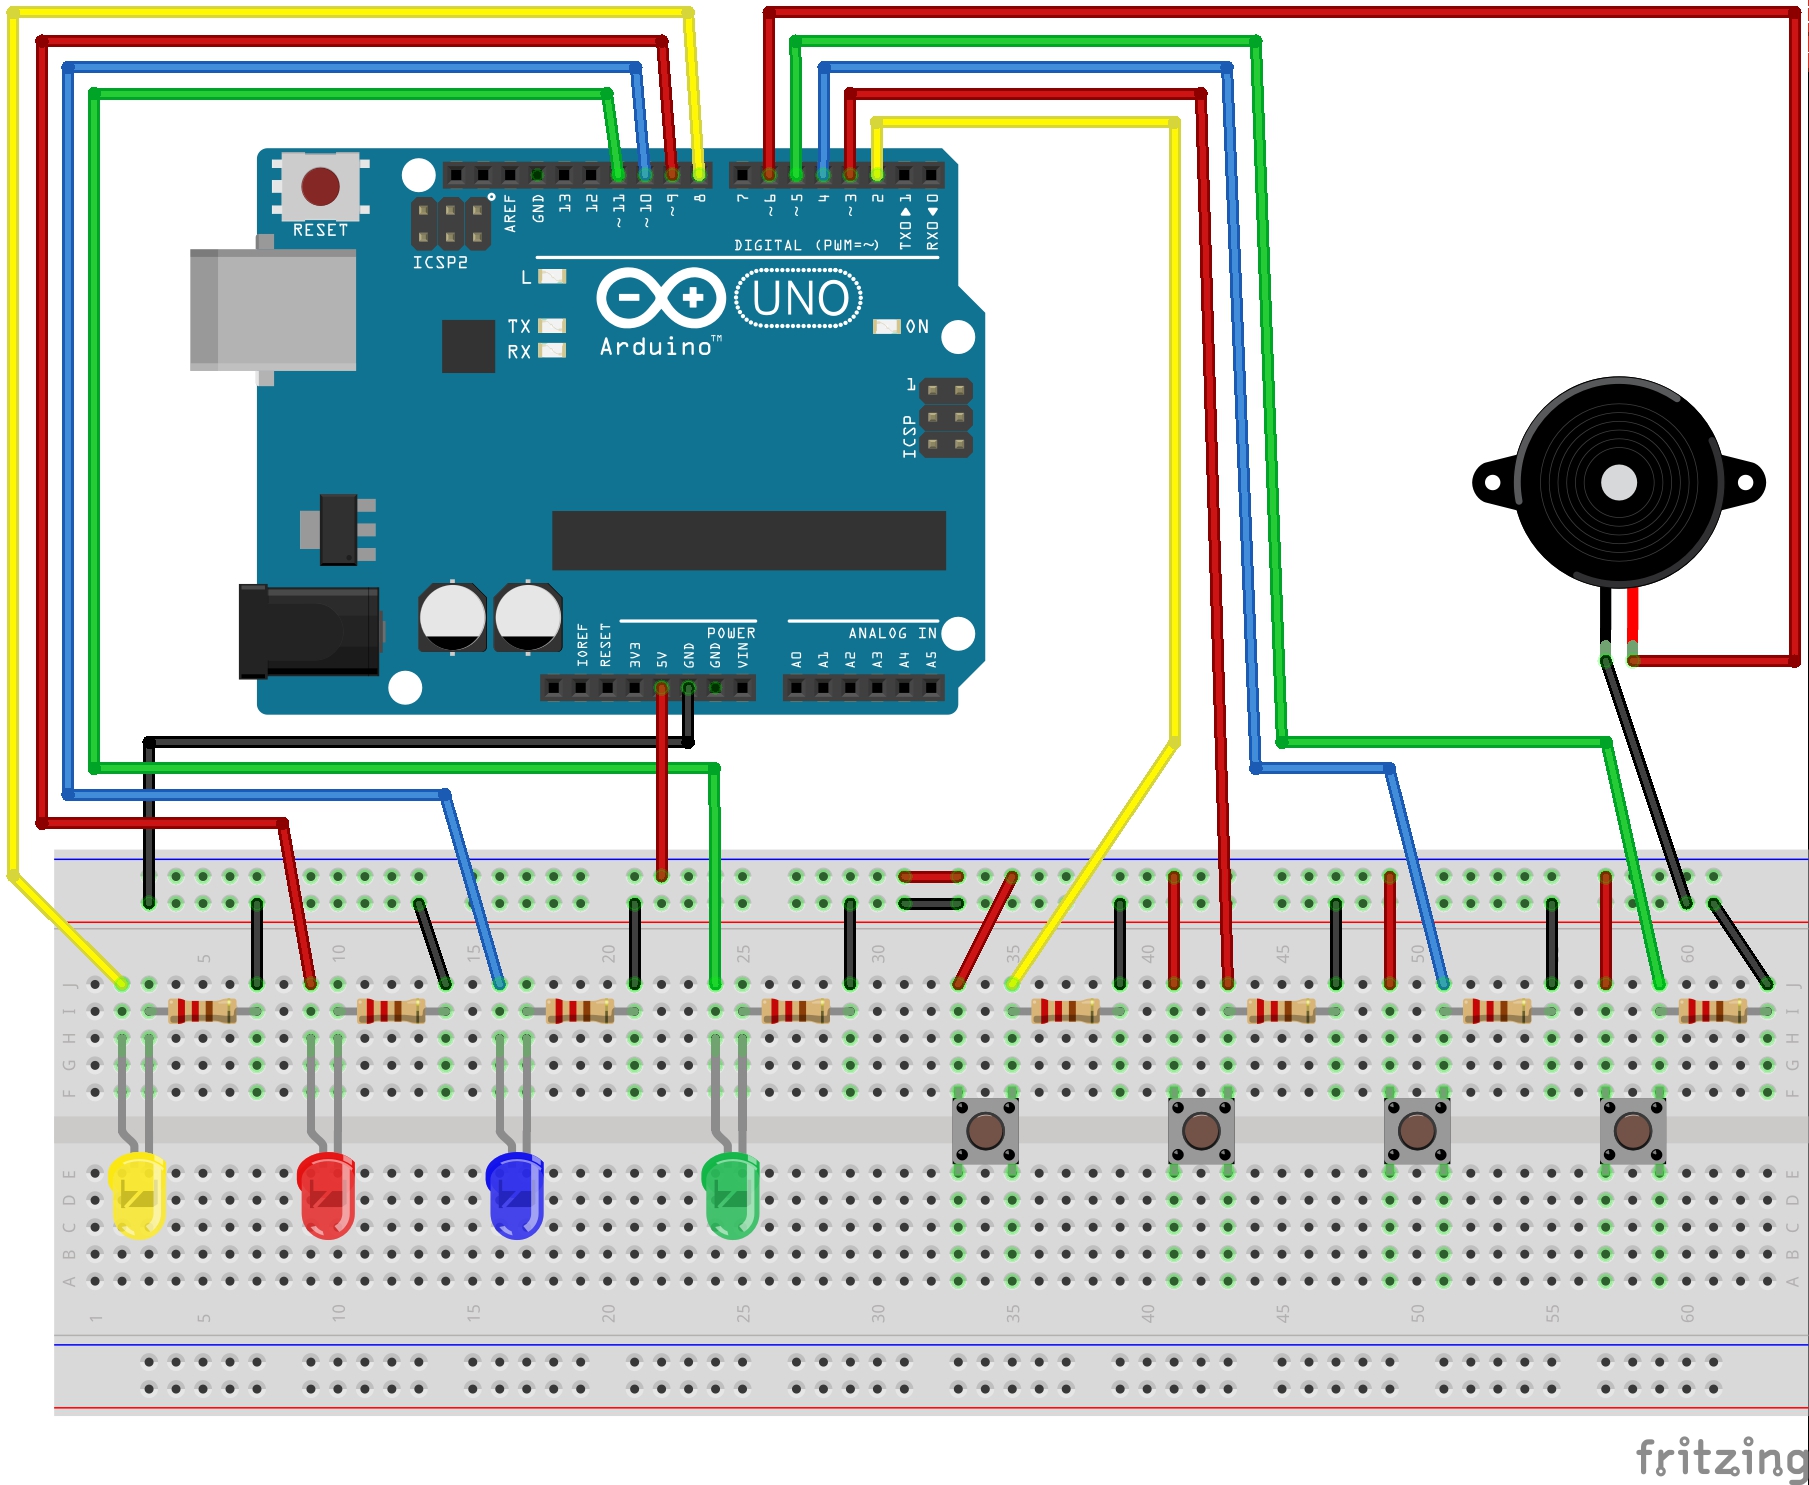 RESET
ICSP2
AREF
GND
13
12
~11
~10
~9
8
7
~6
~5
4
~3
2
TX0▶1
RX0◀0
DIGITAL (PWM=~)
L
TX
RX
UNO
Arduino™
ON
1
ICSP
POWER
ANALOG IN
IOREF
RESET
3V3
5V
GND
GND
VIN
A0
A1
A2
A3
A4
A5
5 10 15 20 25 30 35 40 45 50 55 60
J J
I I
H H
G G
F F
E E
D D
C C
B B
A A
1 5 10 15 20 25 30 35 40 45 50 55 60
fritzing